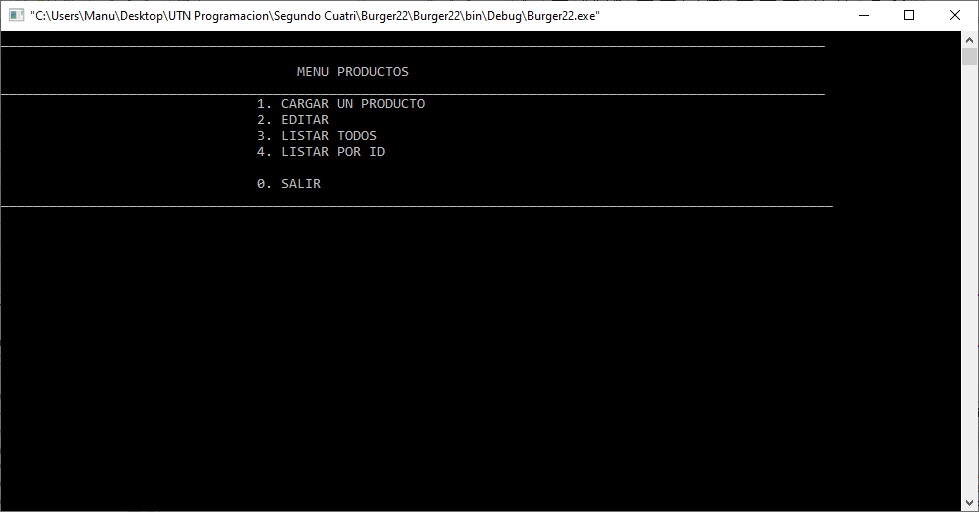 "C:\Users\Manu\Desktop\UTN Programacion\Segundo Cuatri\Burger22\Burger22\bin\Debug\Burger22.exe"
MENU PRODUCTOS
1. CARGAR UN PRODUCTO
2. EDITAR
3. LISTAR TODOS
4. LISTAR POR ID
0. SALIR